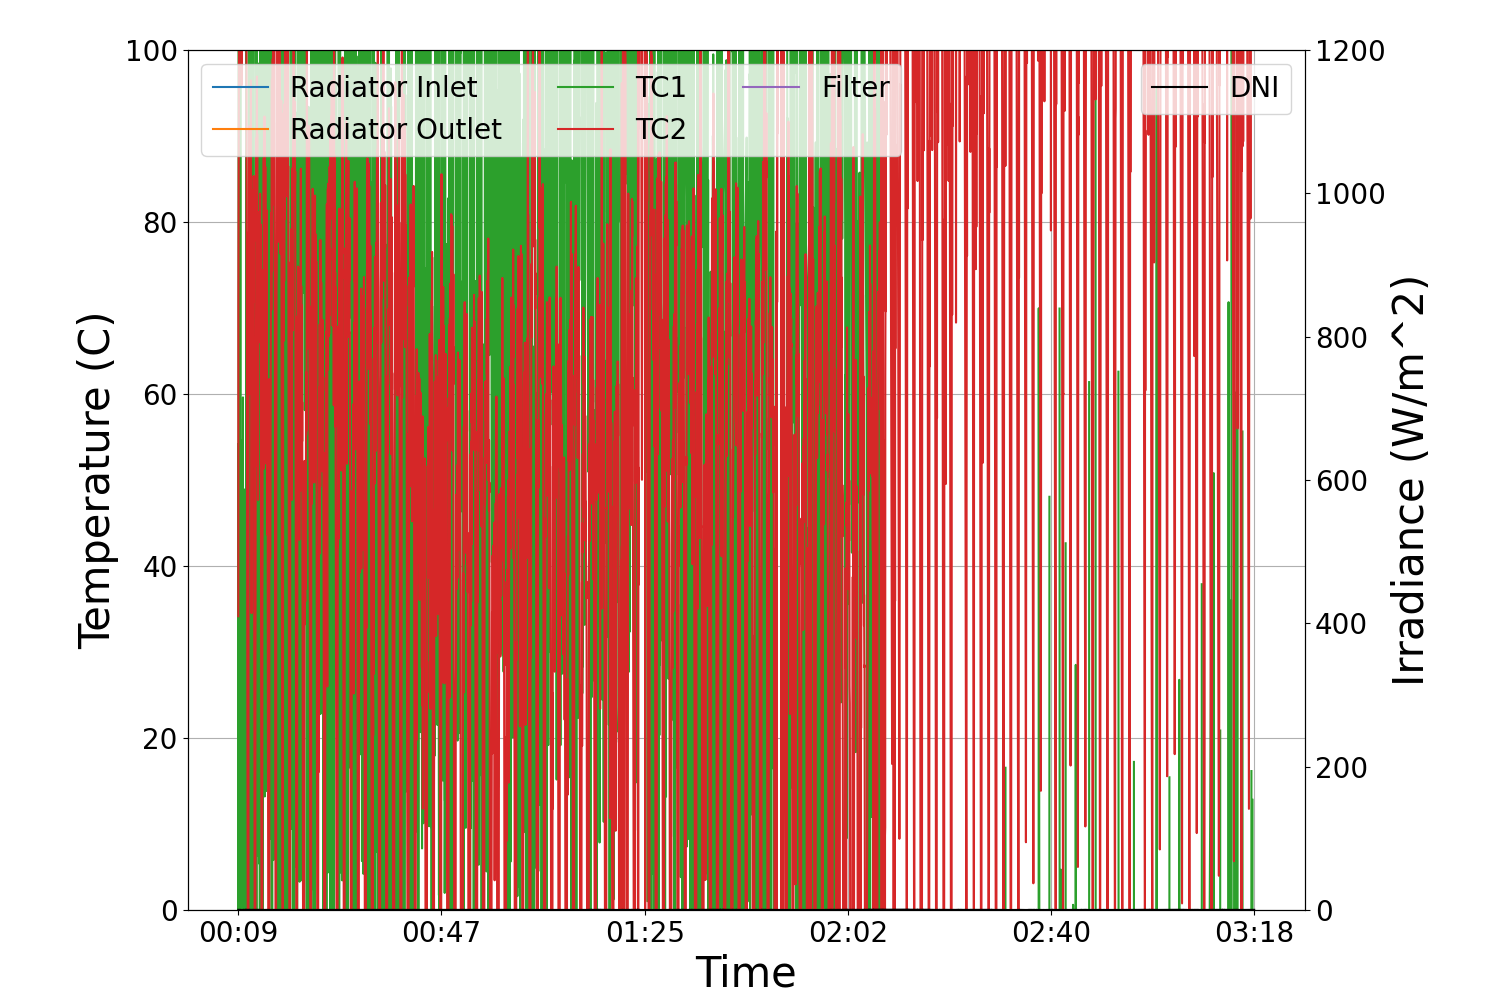 100
80
60
40
20
0
Temperature (C)
Radiator Inlet
Radiator Outlet
TC1
TC2
Filter
DNI
1200
1000
800
600
400
200
0
Irradiance (W/m^2)
00:09
00:47
01:25
02:02
02:40
03:18
Time